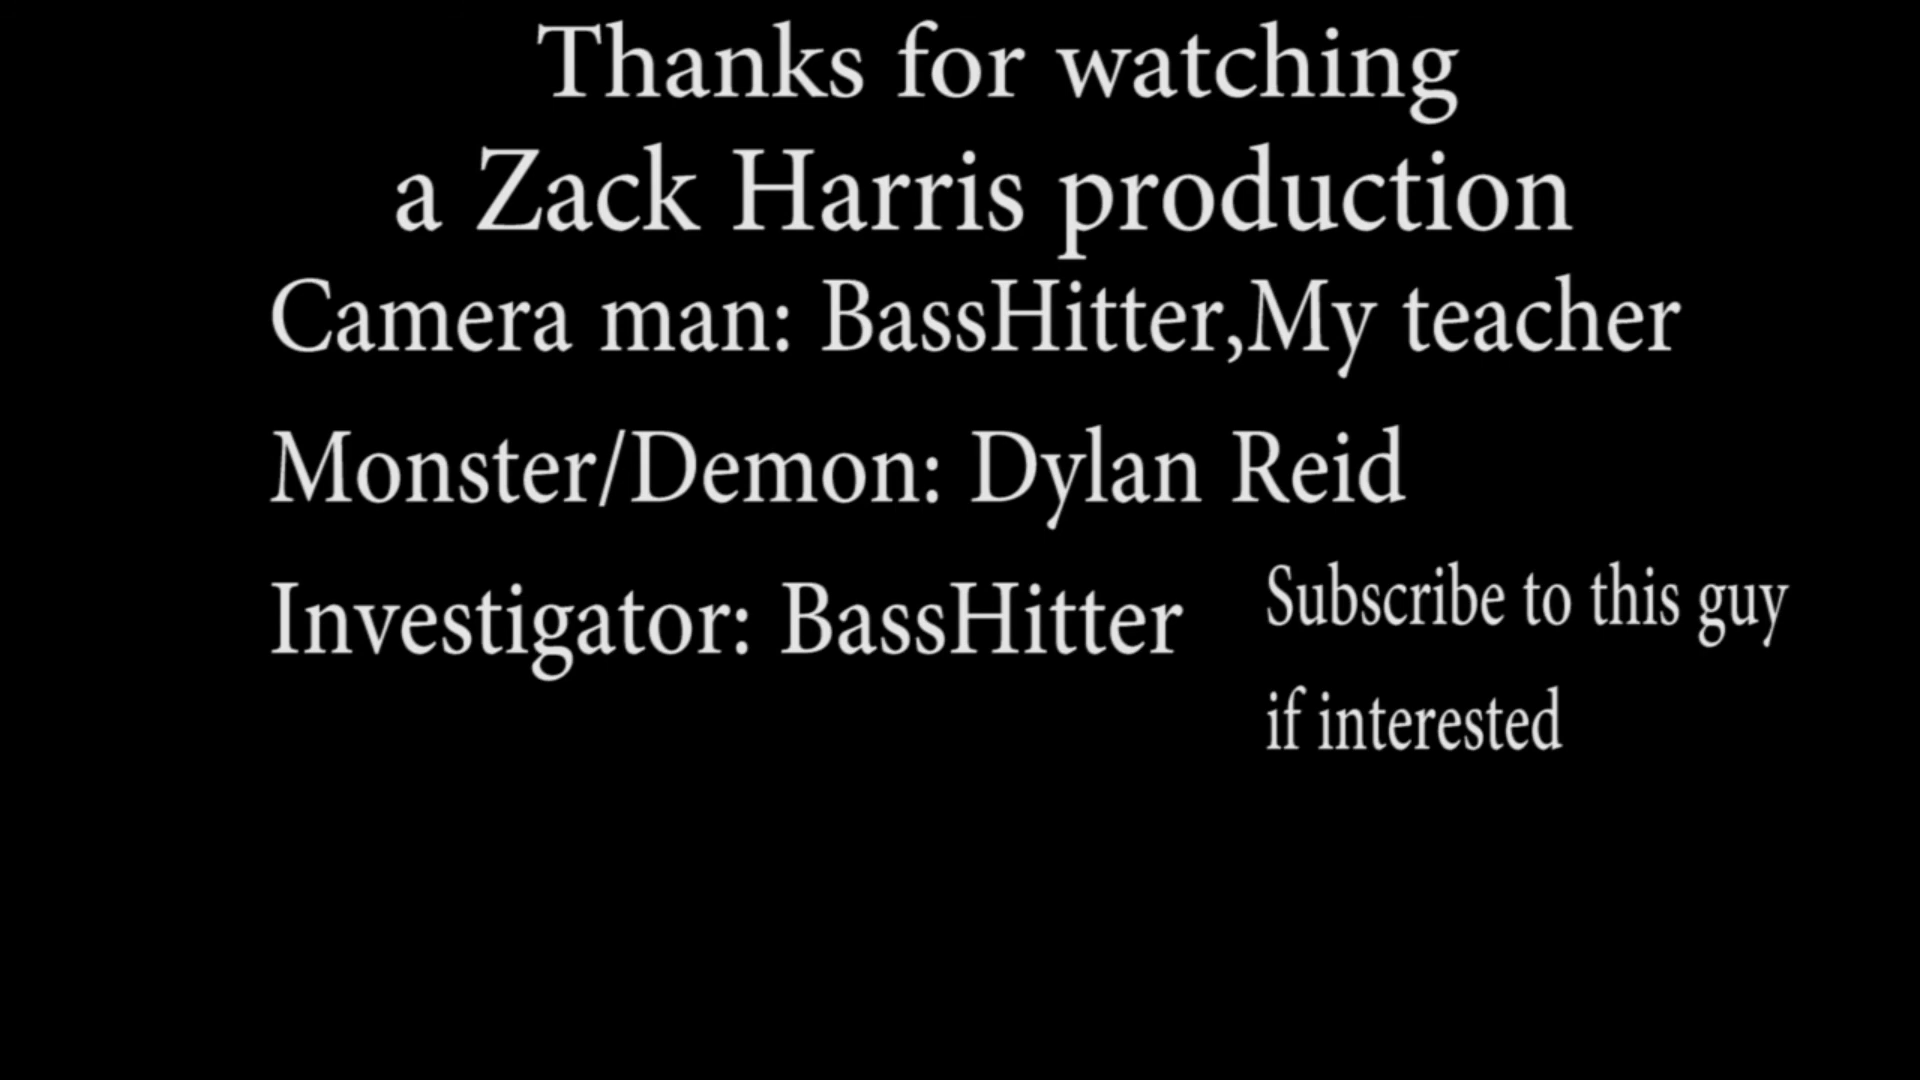 Thanks for watching
a Zack Harris production
Camera man: BassHitter,My teacher
Monster/Demon: Dylan Reid
Investigator: BassHitter
Subscribe to this guy
if interested